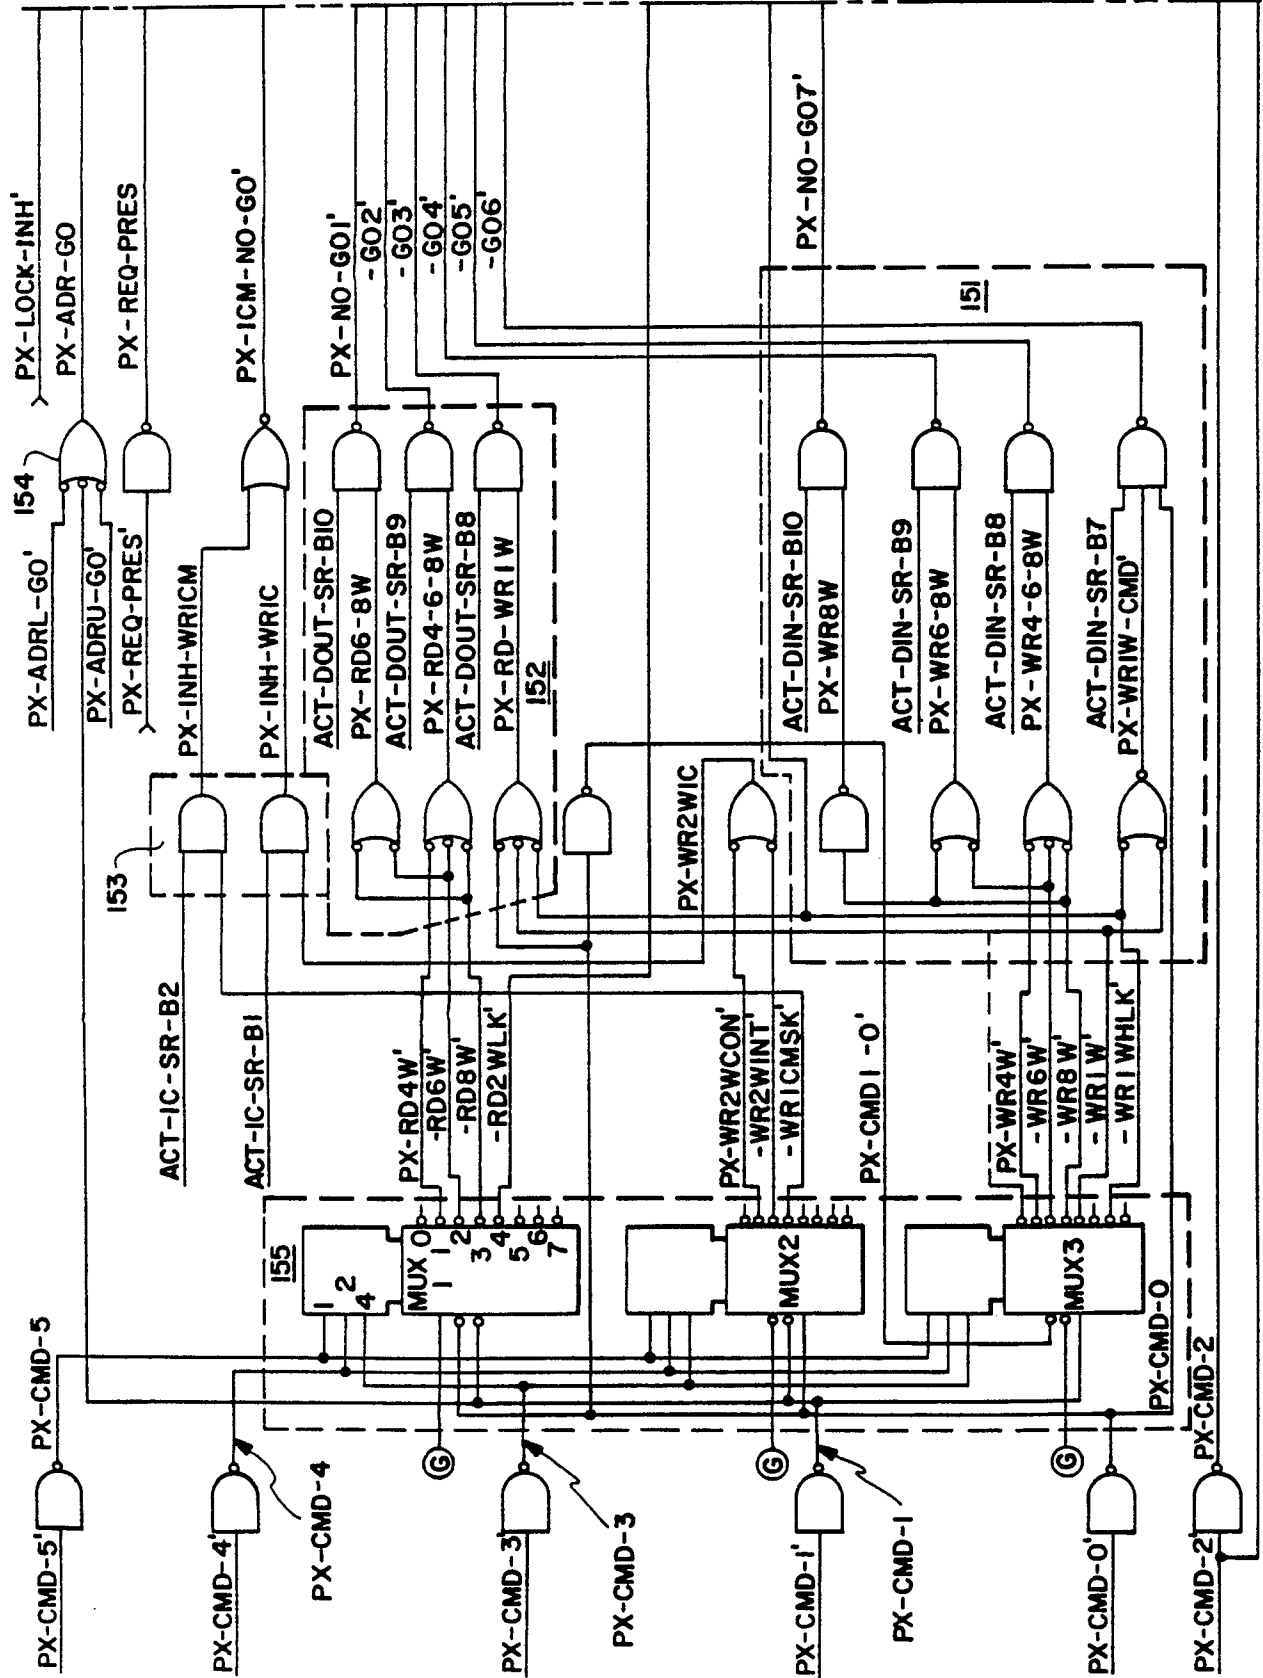 PX-LOCK-INH'
PX-ADR-GO
154
PX-ADRL-GO'
PX-ADRU-GO'
PX-REQ-PRES'
PX-REQ-PRES
PX-ICM-NO-GO'
PX-INH-WRICM
PX-INH-WRIC
153
ACT-IC-SR-B2
ACT-IC-SR-B1
PX-NO-GO1'
-GO2'
-GO3'
-GO4'
-GO5'
-GO6'
ACT-DOUT-SR-B10
PX-RD6-8W
ACT-DOUT-SR-B9
PX-RD4-6-8W
ACT-DOUT-SR-B8
PX-RD-WR1W
152
PX-NO-GO7'
151
ACT-DIN-SR-B10
PX-WR8W
ACT-DIN-SR-B9
PX-WR6-8W
ACT-DIN-SR-B8
PX-WR4-6-8W
ACT-DIN-SR-B7
PX-WR1W-CMD'
PX-WR2WIC
PX-RD4W'
-RD6W'
-RD8W'
-RD2WLK'
PX-WR2WCON'
-WR2WINT'
-WR1CMSK'
PX-CMD1-0'
PX-WR4W'
-WR6W'
-WR8W'
-WR1W'
-WR1WHLK'
155
1
2
4
MUX
1
0
1
2
3
4
5
6
7
MUX2
MUX3
G
G
G
PX-CMD-5'
PX-CMD-5
PX-CMD-4'
PX-CMD-4
PX-CMD-3'
PX-CMD-3
PX-CMD-1'
PX-CMD-1
PX-CMD-0'
PX-CMD-0
PX-CMD-2'
PX-CMD-2